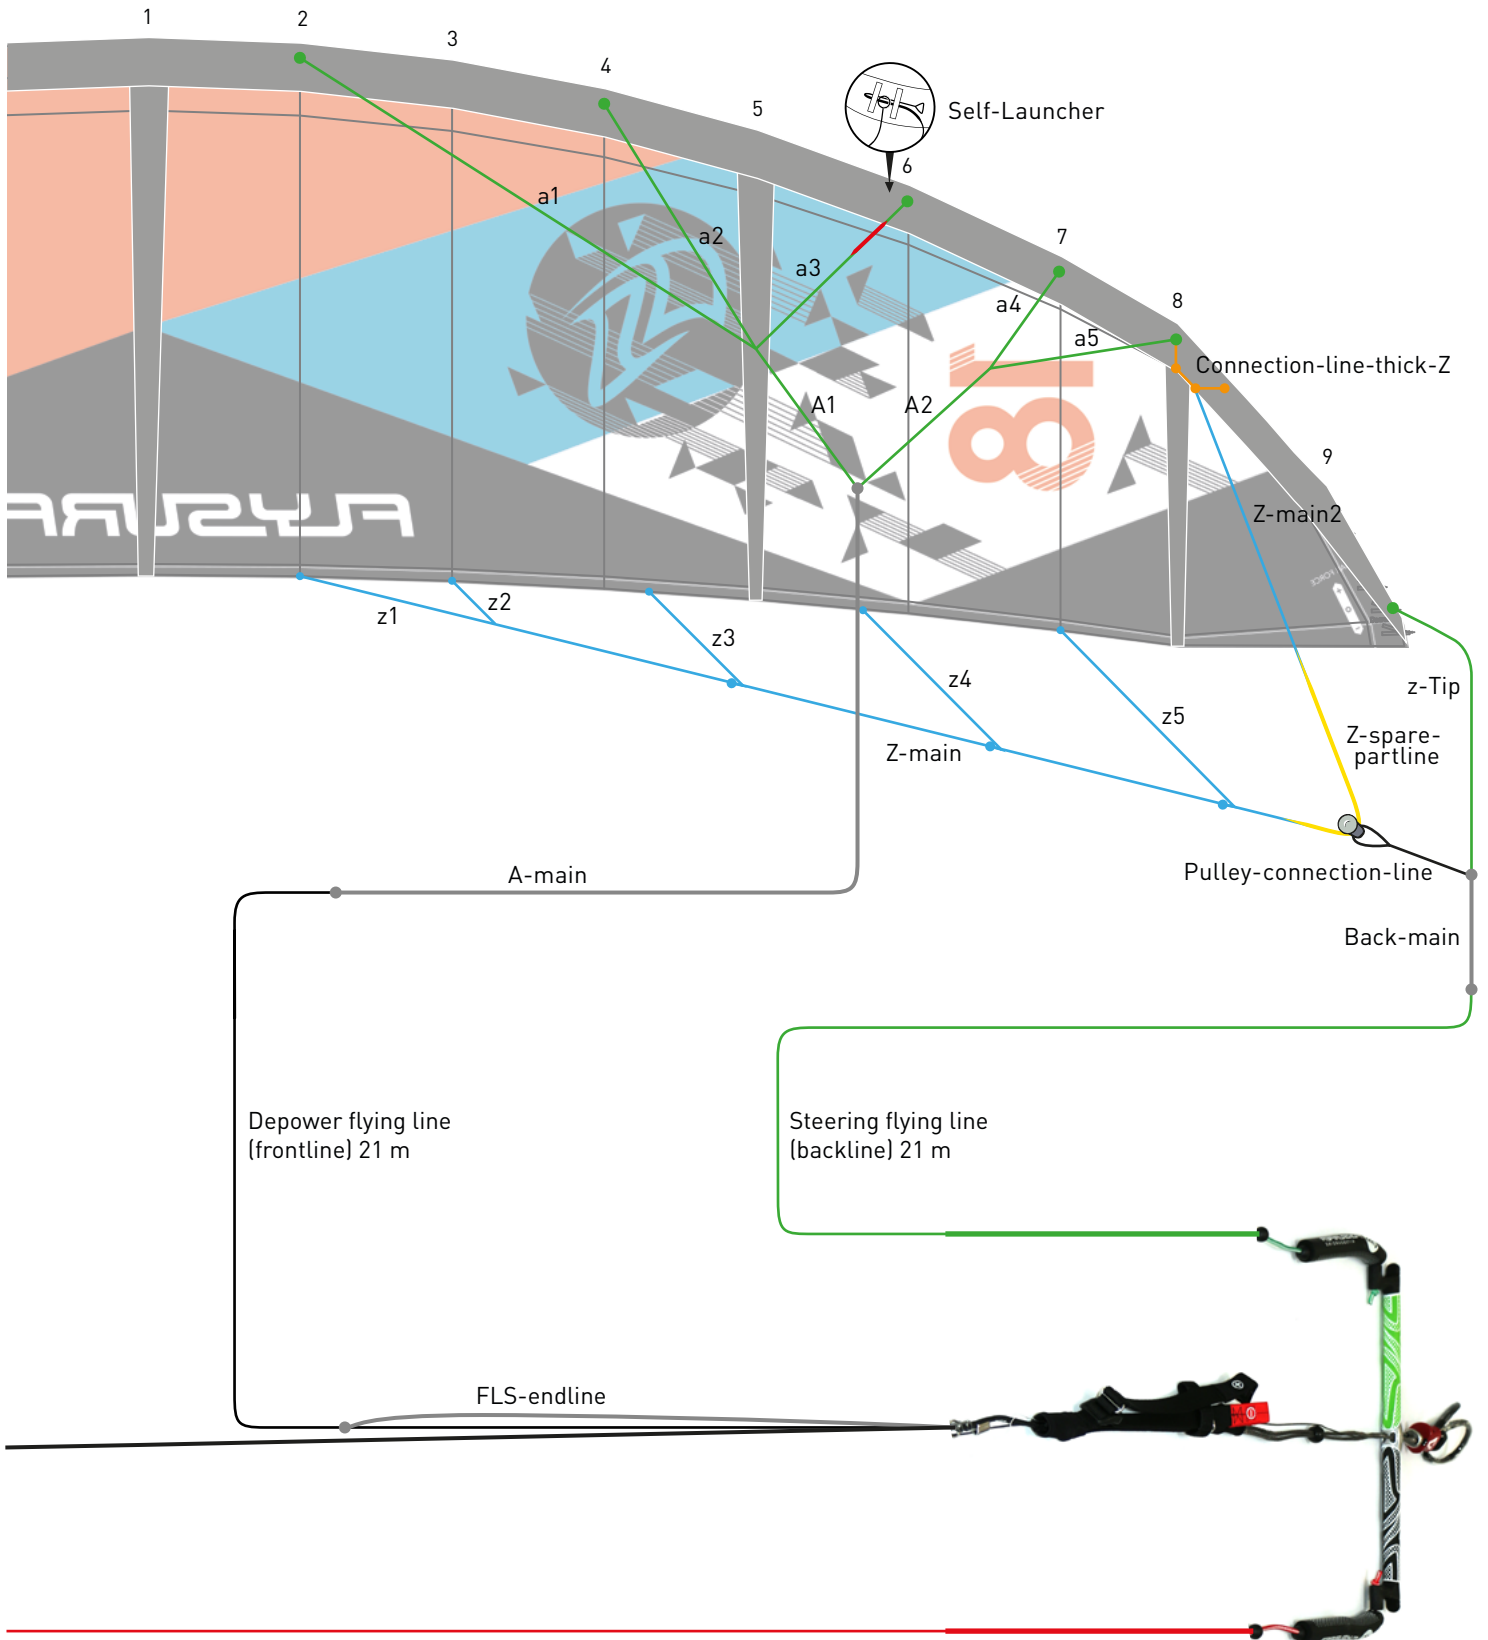 1
2
3
4
5
6
7
8
9
Self-Launcher
a1
a2
a3
a4
a5
Connection-line-thick-Z
A1
A2
18
Z-main2
z1
z2
z3
z4
z5
Z-main
z-Tip
Z-spare-
partline
Pulley-connection-line
A-main
Back-main
Depower flying line
(frontline) 21 m
Steering flying line
(backline) 21 m
FLS-endline